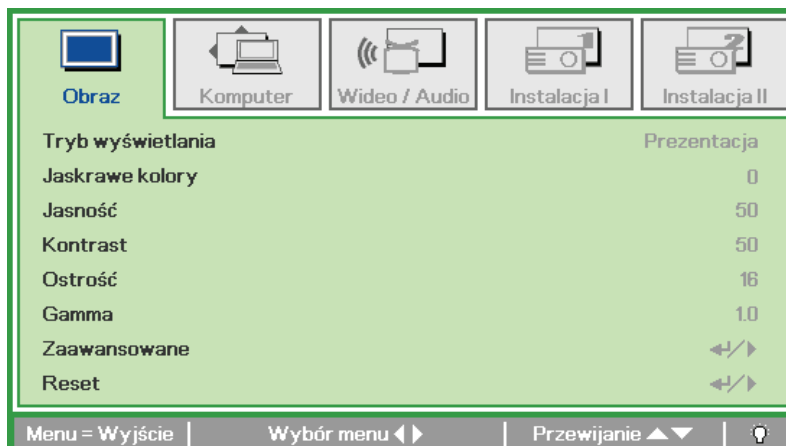 Obraz Komputer Wideo / Audio Instalacja I Instalacja II
Tryb wyświetlania Prezentacja
Jaskrawe kolory 0
Jasność 50
Kontrast 50
Ostrość 16
Gamma 1.0
Zaawansowane
Reset
Menu = Wyjście Wybór menu Przewijanie